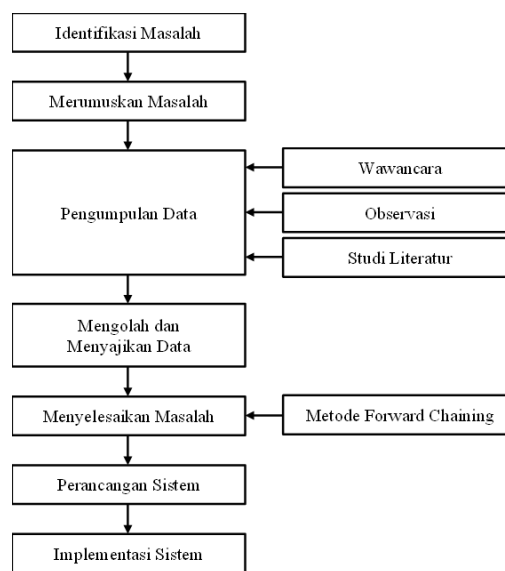 Identifikasi Masalah
Merumuskan Masalah
Pengumpulan Data
Wawancara
Observasi
Studi Literatur
Mengolah dan
Menyajikan Data
Menyelesaikan Masalah
Metode Forward Chaining
Perancangan Sistem
Implementasi Sistem